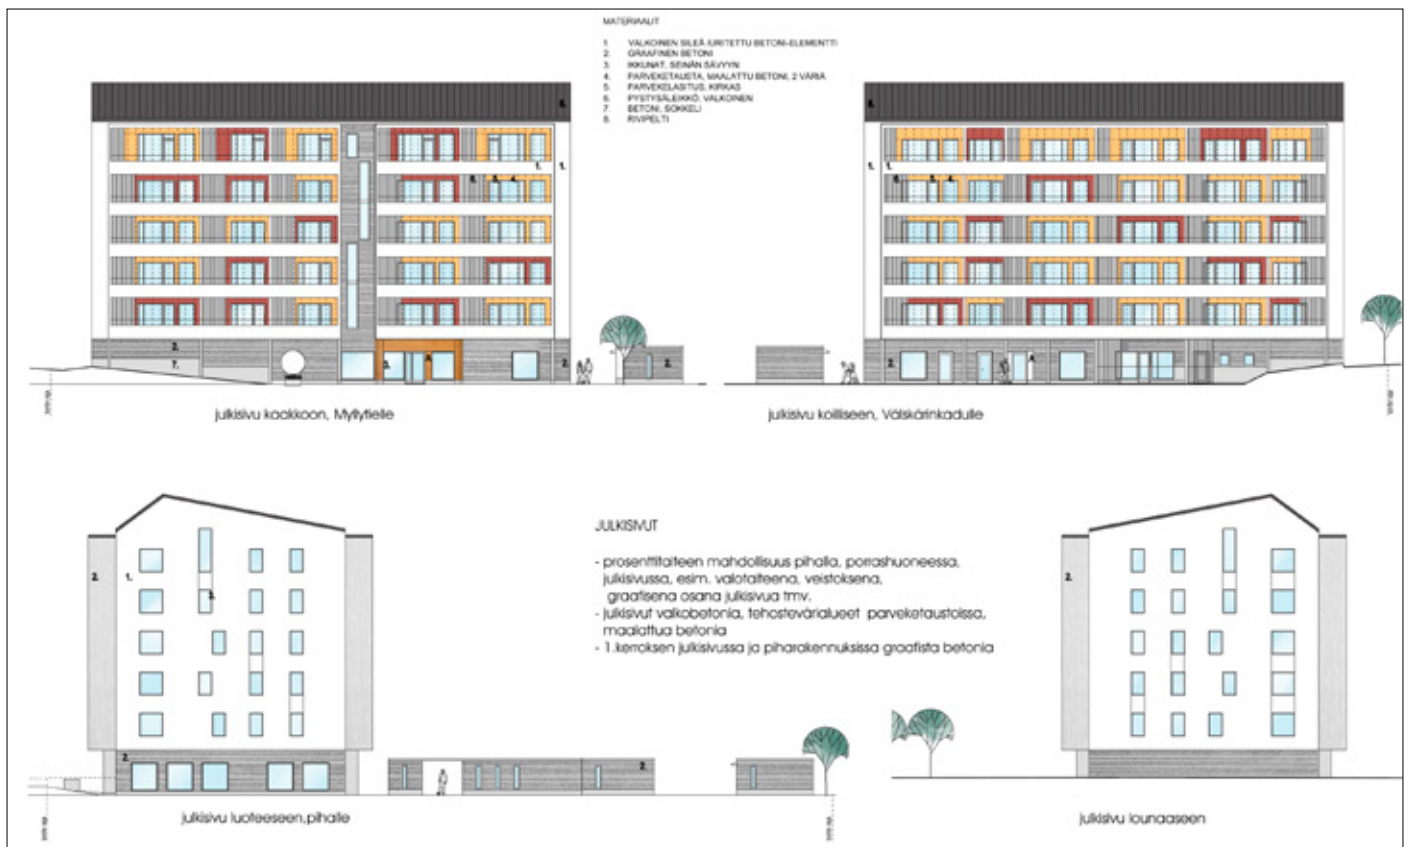 MATERIAALIT
1. VALKOINEN SILEÄ /URITETTU BETONI-ELEMENTTI
2. GRAAFINEN BETONI
3. IKKUNAT, SEINÄN SÄVYYN
4. PARVEKETAUSTA, MAALATTU BETONI, 2 VÄRIÄ
5. PARVEKELASITUS, KIRKAS
6. PYSTYSÄLEIKKÖ, VALKOINEN
7. BETONI, SOKKELI
8. RIVIPELTI
julkisivu kaakkoon, Myllytielle
julkisivu koilliseen, Välskärinkadulle
JULKISIVUT
- prosenttitaiteen mahdollisuus pihalla, porrashuoneessa,
julkisivussa, esim. valotaiteena, veistoksena,
graafisena osana julkisivua tmv.
- julkisivut valkobetonia, tehostevärialueet parveketaustoissa,
maalattua betonia
- 1.kerroksen julkisivussa ja piharakennuksissa graafista betonia
julkisivu luoteeseen,pihalle
julkisivu lounaaseen